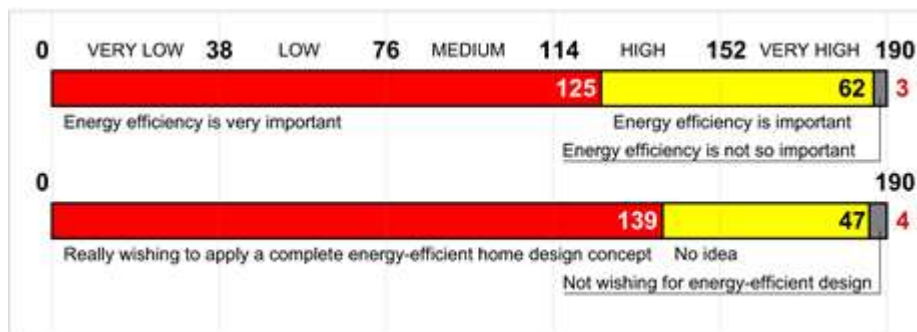 0 VERY LOW 38 LOW 76 MEDIUM 114 HIGH 152 VERY HIGH 190
125 62 3
Energy efficiency is very important Energy efficiency is important
Energy efficiency is not so important
0 190
139 47 4
Really wishing to apply a complete energy-efficient home design concept No idea
Not wishing for energy-efficient design